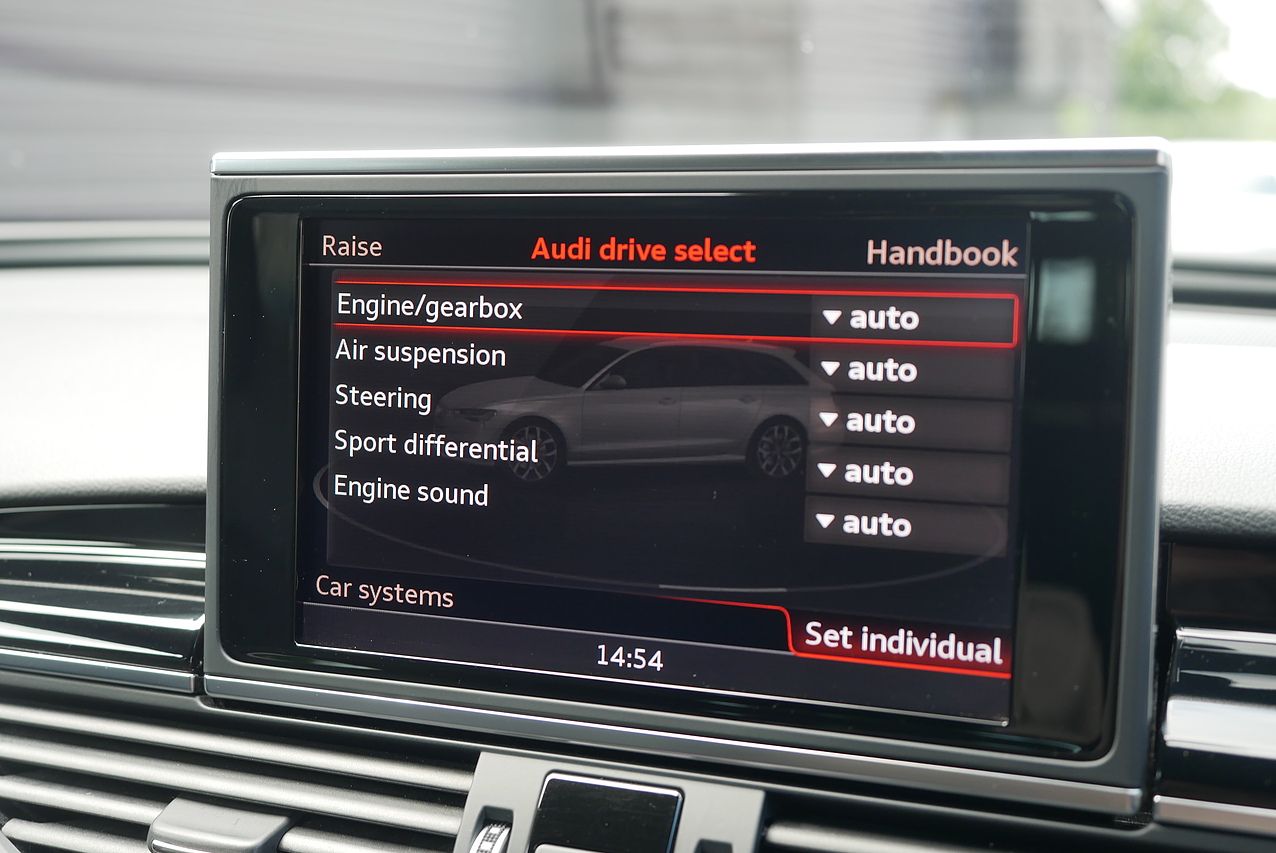 Raise Audi drive select Handbook
Engine/gearbox ▼ auto
Air suspension ▼ auto
Steering ▼ auto
Sport differential ▼ auto
Engine sound ▼ auto
Car systems Set individual
14:54